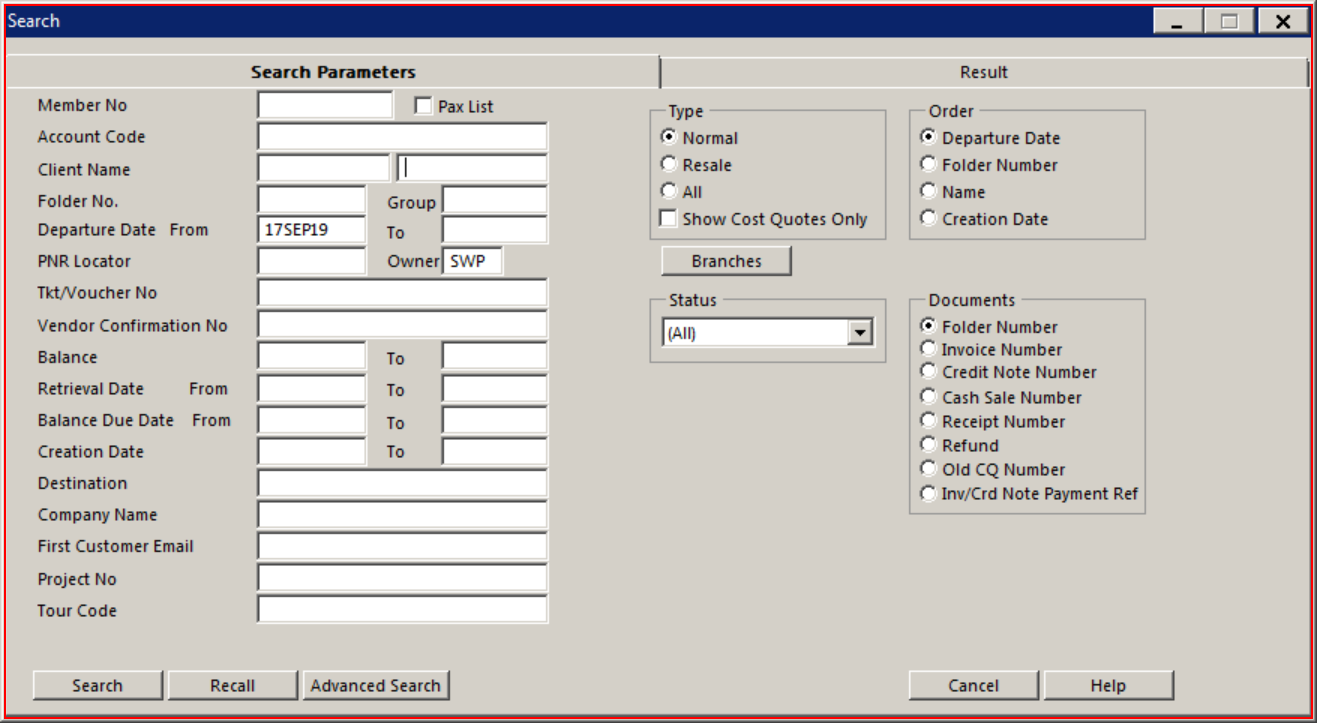 Search
Search Parameters
Result
Member No
Pax List
Account Code
Client Name
Folder No.
Group
Departure Date From 17SEP19 To
PNR Locator
Owner SWP
Tkt/Voucher No
Vendor Confirmation No
Balance
To
Retrieval Date From
To
Balance Due Date From
To
Creation Date
To
Destination
Company Name
First Customer Email
Project No
Tour Code
Type
Normal
Resale
All
Show Cost Quotes Only
Branches
Status
(All)
Order
Departure Date
Folder Number
Name
Creation Date
Documents
Folder Number
Invoice Number
Credit Note Number
Cash Sale Number
Receipt Number
Refund
Old CQ Number
Inv/Crd Note Payment Ref
Search
Recall
Advanced Search
Cancel
Help